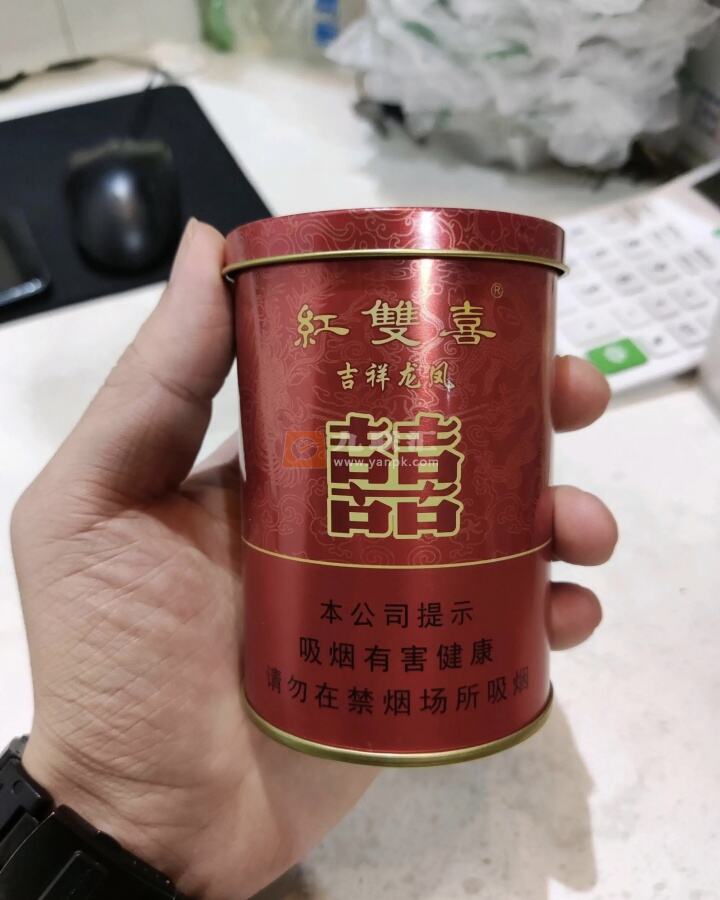 紅雙喜®
吉祥龙凤
囍
www.yanpk.com
本公司提示
吸烟有害健康
请勿在禁烟场所吸烟